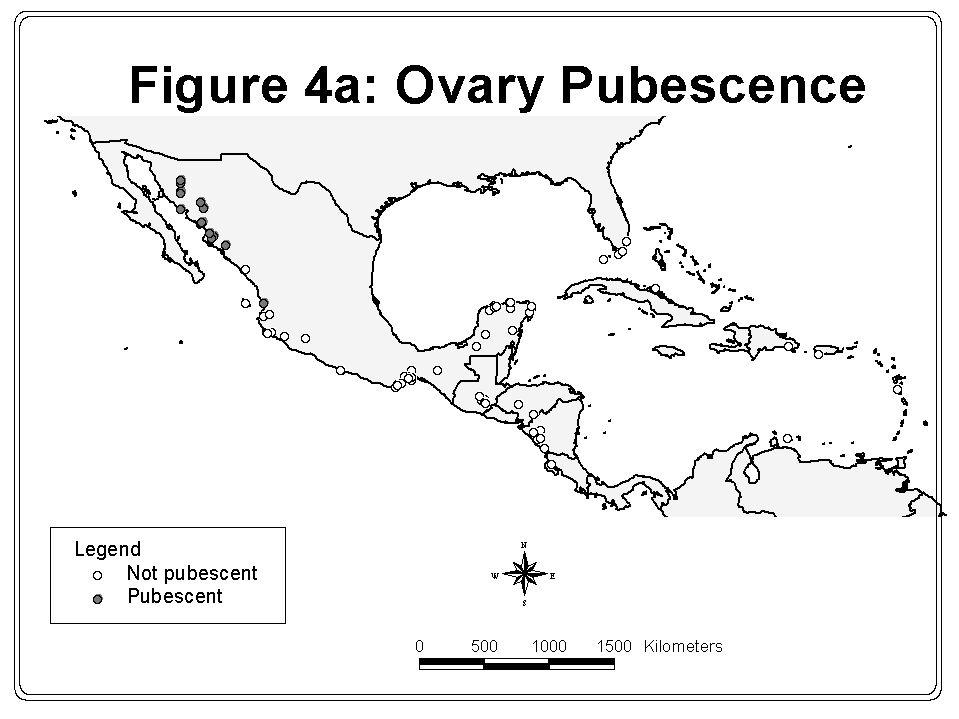 Figure 4a: Ovary Pubescence
Legend
Not pubescent
Pubescent
N
W E
S
0 500 1000 1500 Kilometers